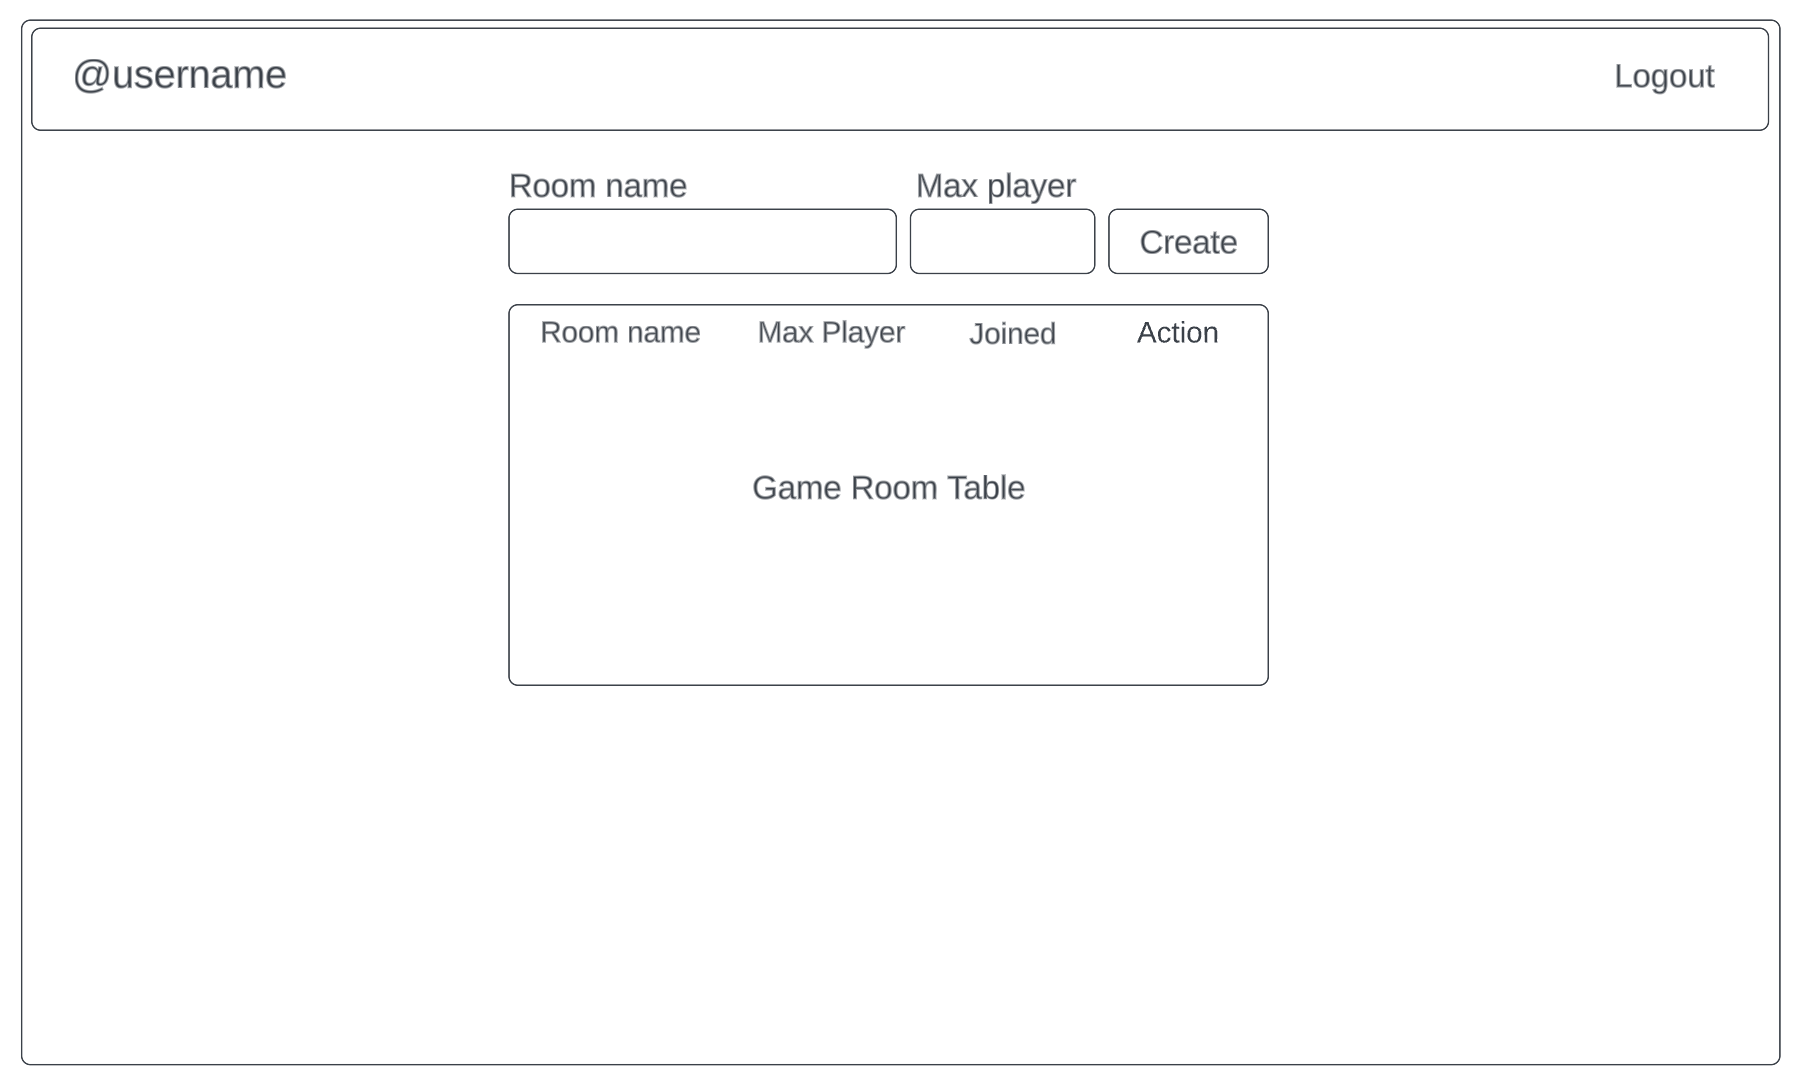 @username Logout
Room name Max player
Create
Room name Max Player Joined Action
Game Room Table